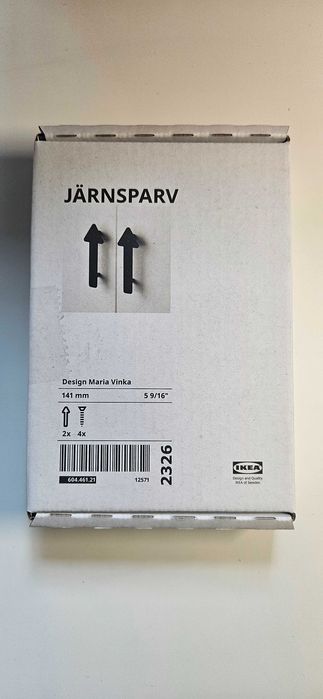 JÄRNSPARV
Design Maria Vinka
141 mm 5 9/16"
2x 4x
2326
604.461.21 12571
IKEA
Design and Quality
IKEA of Sweden